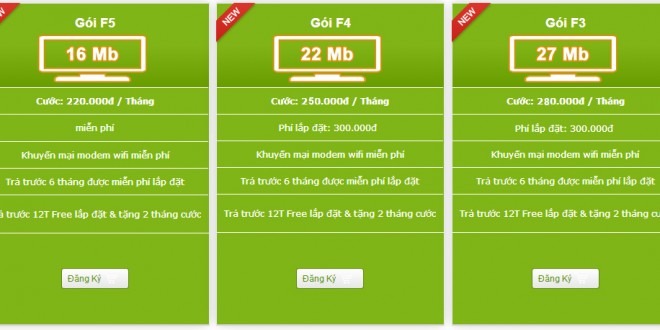 Gói F5
16 Mb
Cước: 220.000đ / Tháng
miễn phí
Khuyến mại modem wifi miễn phí
Trả trước 6 tháng được miễn phí lắp đặt
trước 12T Free lắp đặt & tặng 2 tháng cước
Đăng Ký
NEW
Gói F4
22 Mb
Cước: 250.000đ / Tháng
Phí lắp đặt: 300.000đ
Khuyến mại modem wifi miễn phí
Trả trước 6 tháng được miễn phí lắp đặt
Trả trước 12T Free lắp đặt & tặng 2 tháng cước
Đăng Ký
NEW
Gói F3
27 Mb
Cước: 280.000đ / Tháng
Phí lắp đặt: 300.000đ
Khuyến mại modem wifi miễn phí
Trả trước 6 tháng được miễn phí lắp đặt
Trả trước 12T Free lắp đặt & tặng 2 tháng cước
Đăng Ký